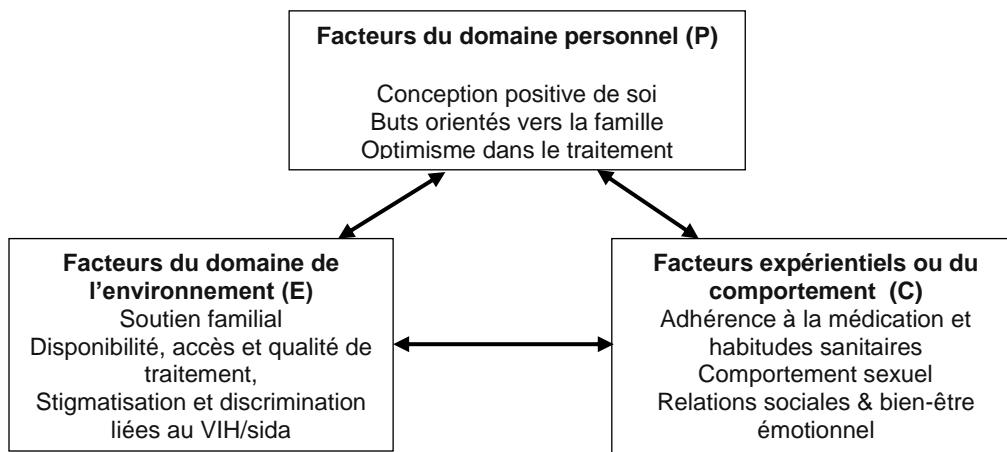 Facteurs du domaine personnel (P)
Conception positive de soi
Buts orientés vers la famille
Optimisme dans le traitement
Facteurs du domaine de
l’environnement (E)
Soutien familial
Disponibilité, accès et qualité de
traitement,
Stigmatisation et discrimination
liées au VIH/sida
Facteurs expérientiels ou du
comportement (C)
Adhérence à la médication et
habitudes sanitaires
Comportement sexuel
Relations sociales & bien-être
émotionnel